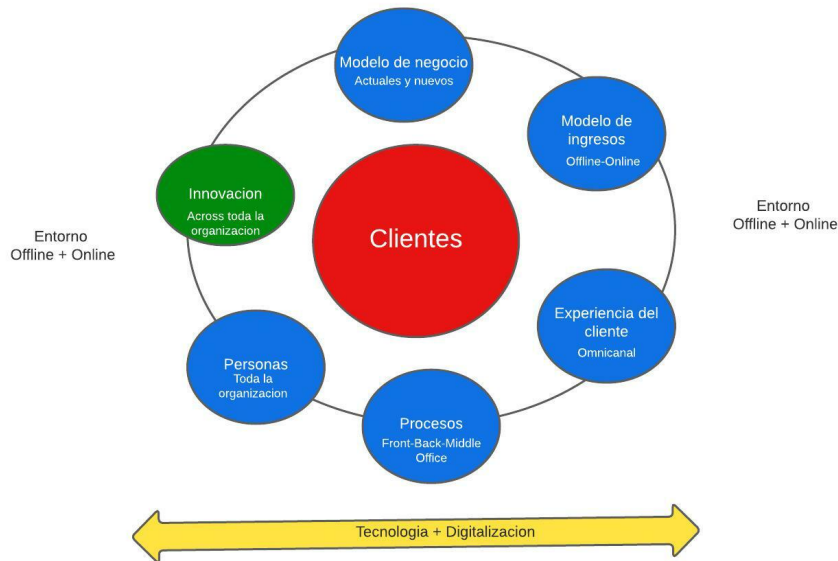 Modelo de negocio
Actuales y nuevos
Modelo de
ingresos
Offline-Online
Innovacion
Across toda la
organizacion
Clientes
Entorno
Offline + Online
Entorno
Offline + Online
Experiencia del
cliente
Omnicanal
Personas
Toda la
organizacion
Procesos
Front-Back-Middle
Office
Tecnologia + Digitalizacion